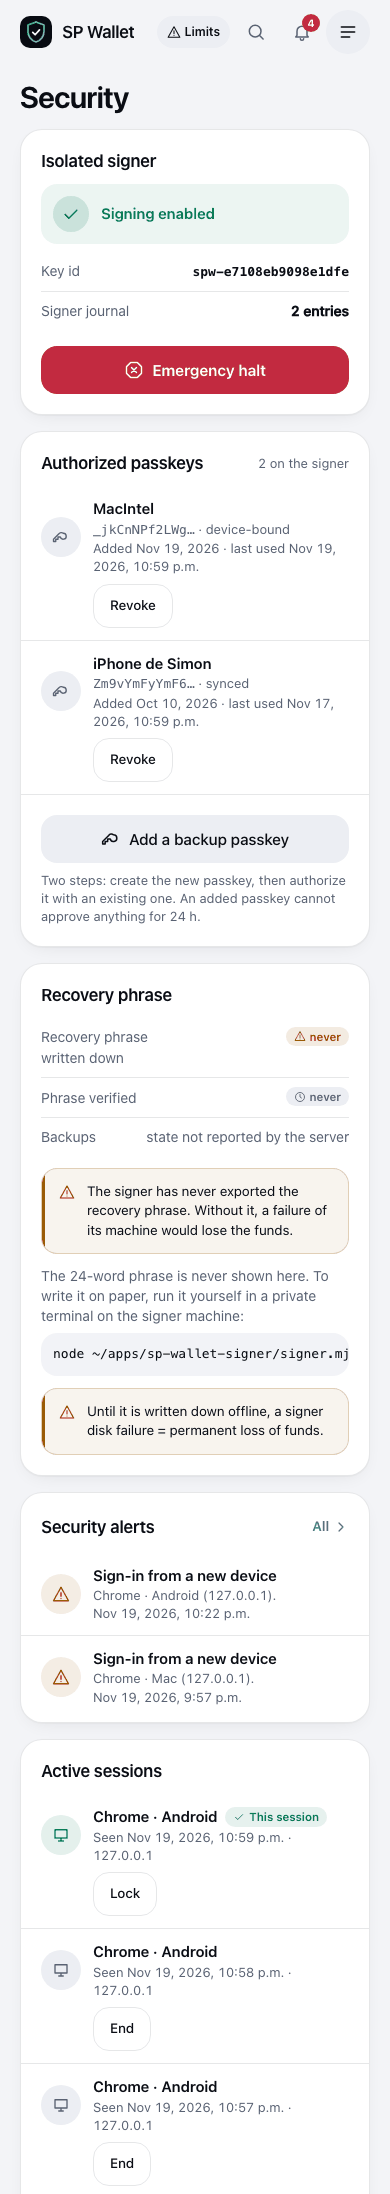 SP Wallet
Limits
4
Security
Isolated signer
Signing enabled
Key id spw-e7108eb9098e1dfe
Signer journal 2 entries
Emergency halt
Authorized passkeys 2 on the signer
MacIntel
_jkCnNPf2LWg… · device-bound
Added Nov 19, 2026 · last used Nov 19,
2026, 10:59 p.m.
Revoke
iPhone de Simon
Zm9vYmFyYmF6… · synced
Added Oct 10, 2026 · last used Nov 17,
2026, 10:59 p.m.
Revoke
Add a backup passkey
Two steps: create the new passkey, then authorize
it with an existing one. An added passkey cannot
approve anything for 24 h.
Recovery phrase
Recovery phrase
written down
never
Phrase verified never
Backups state not reported by the server
The signer has never exported the
recovery phrase. Without it, a failure of
its machine would lose the funds.
The 24-word phrase is never shown here. To
write it on paper, run it yourself in a private
terminal on the signer machine:
node ~/apps/sp-wallet-signer/signer.mj
Until it is written down offline, a signer
disk failure = permanent loss of funds.
Security alerts All
Sign-in from a new device
Chrome · Android (127.0.0.1).
Nov 19, 2026, 10:22 p.m.
Sign-in from a new device
Chrome · Mac (127.0.0.1).
Nov 19, 2026, 9:57 p.m.
Active sessions
Chrome · Android This session
Seen Nov 19, 2026, 10:59 p.m. ·
127.0.0.1
Lock
Chrome · Android
Seen Nov 19, 2026, 10:58 p.m. ·
127.0.0.1
End
Chrome · Android
Seen Nov 19, 2026, 10:57 p.m. ·
127.0.0.1
End